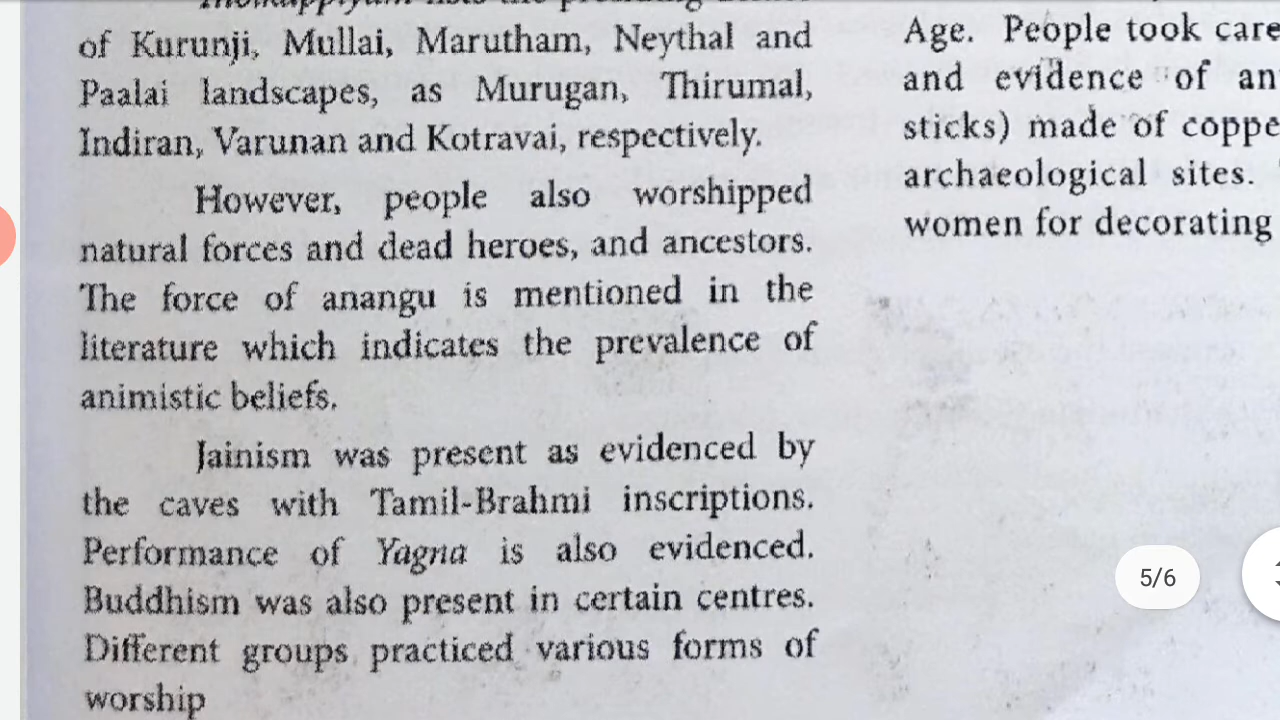 of Kurunji, Mullai, Marutham, Neythal and
Paalai landscapes, as Murugan, Thirumal,
Indiran, Varunan and Kotravai, respectively.
However, people also worshipped
natural forces and dead heroes, and ancestors.
The force of anangu is mentioned in the
literature which indicates the prevalence of
animistic beliefs.
Jainism was present as evidenced by
the caves with Tamil-Brahmi inscriptions.
Performance of Yagna is also evidenced.
Buddhism was also present in certain centres.
Different groups practiced various forms of
worship
Age. People took care
and evidence of an
sticks) made of coppe
archaeological sites.
women for decorating
5/6